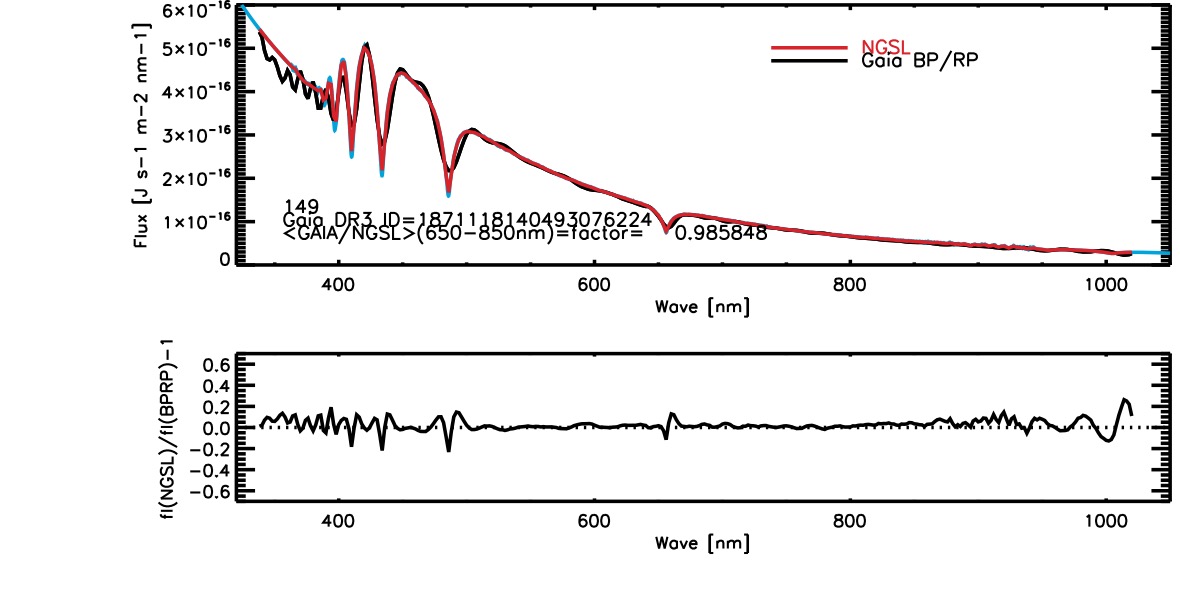 6×10−16
5×10−16
4×10−16
3×10−16
2×10−16
1×10−16
0
Flux [J s−1 m−2 nm−1]
NGSL
Gaia BP/RP
149
Gaia DR3 ID=1871118140493076224
<GAIA/NGSL>(650−850nm)=factor= 0.985848
400 600 800 1000
Wave [nm]
fl(NGSL)/fl(BPRP)−1
0.6
0.4
0.2
0.0
−0.2
−0.4
−0.6
400 600 800 1000
Wave [nm]